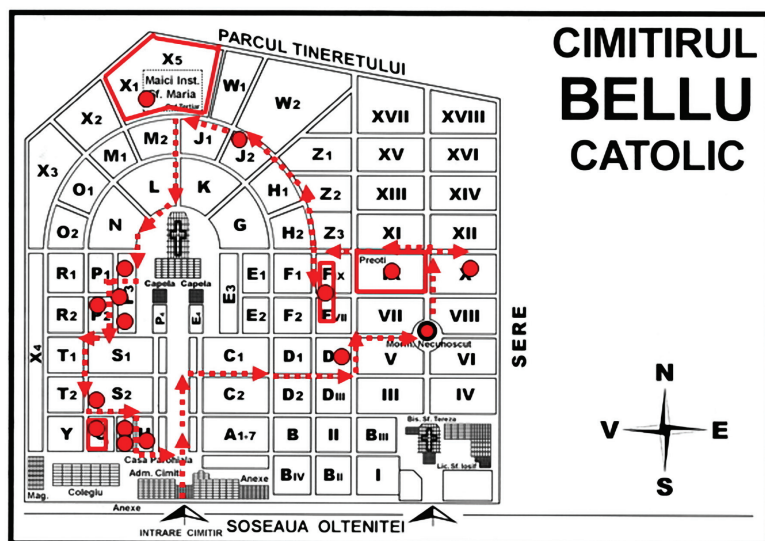 PARCUL TINERETULUI
CIMITIRUL
BELLU
CATOLIC
X5
X1
Maici Inst.
Sf. Maria
W1
W2
X2
XVII
XVIII
M2
J1
J2
M1
Z1
XV
XVI
X3
O1
L
K
H1
Z2
XIII
XIV
N
G
O2
H2
Z3
XI
XII
Preoti
R1
P1
E1
F1
X
Capela
Capela
E3
R2
P2
P4
E4
E2
F2
VII
VIII
Morm. Necunoscut
SERE
X4
T1
S1
C1
D1
V
VI
T2
S2
C2
D2
DIII
III
IV
Y
A1+7
B
II
BIII
Bis. Sf. Tereza
Casa Parohiala
Adm. Cimitir
Anexe
BIV
BII
I
Lic. Sf. Iosif
Mag.
Colegiu
Anexe
INTRARE CIMITIR
SOSEAUA OLTENITEI
N
V
E
S